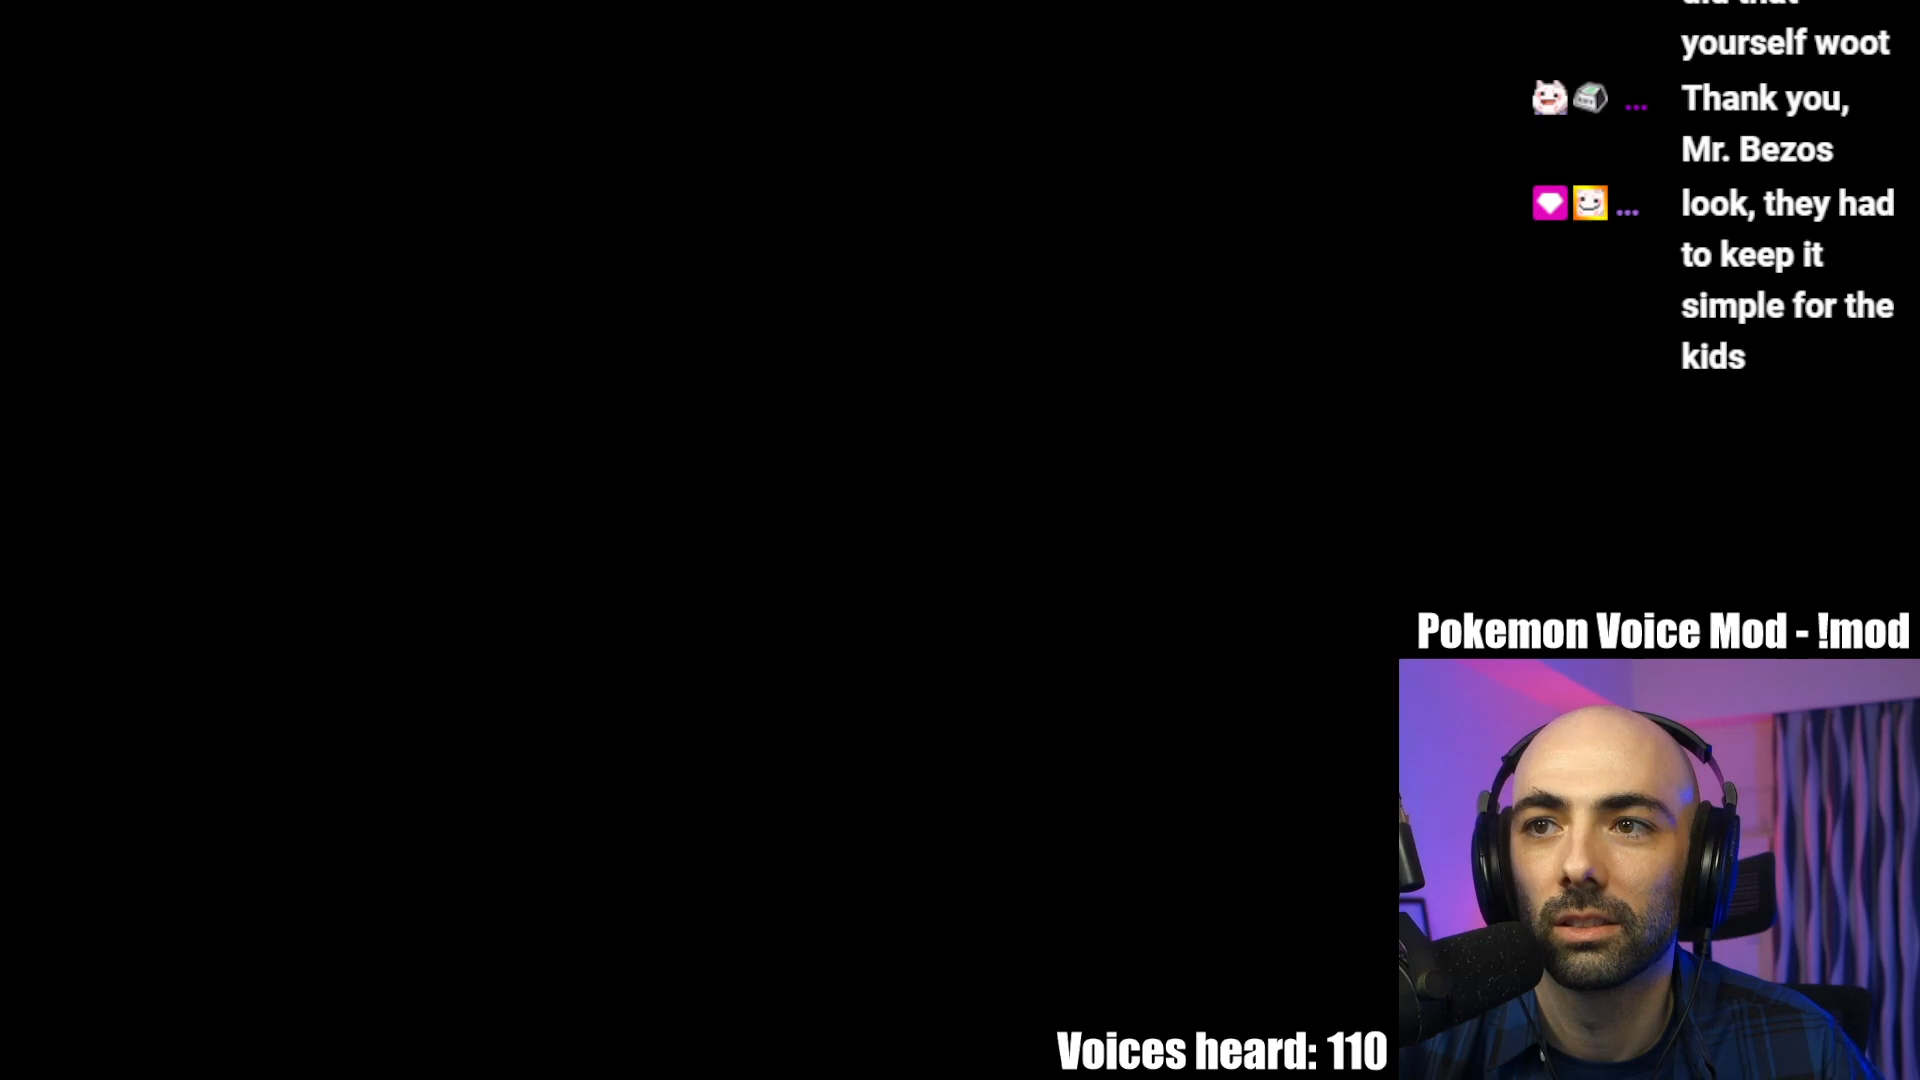 yourself woot
... Thank you,
Mr. Bezos
... look, they had
to keep it
simple for the
kids
Pokemon Voice Mod - !mod
Voices heard: 110